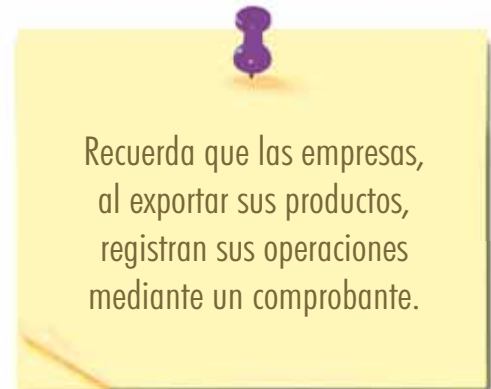 Recuerda que las empresas,
al exportar sus productos,
registran sus operaciones
mediante un comprobante.